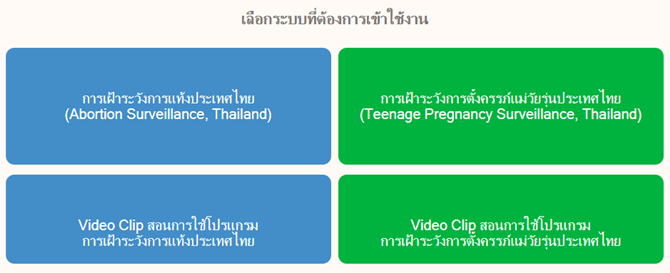 เลือกระบบที่ต้องการเข้าใช้งาน
การเฝ้าระวังการแท้งประเทศไทย
(Abortion Surveillance, Thailand)
การเฝ้าระวังการตั้งครรภ์แม่วัยรุ่นประเทศไทย
(Teenage Pregnancy Surveillance, Thailand)
Video Clip สอนการใช้โปรแกรม
การเฝ้าระวังการแท้งประเทศไทย
Video Clip สอนการใช้โปรแกรม
การเฝ้าระวังการตั้งครรภ์แม่วัยรุ่นประเทศไทย